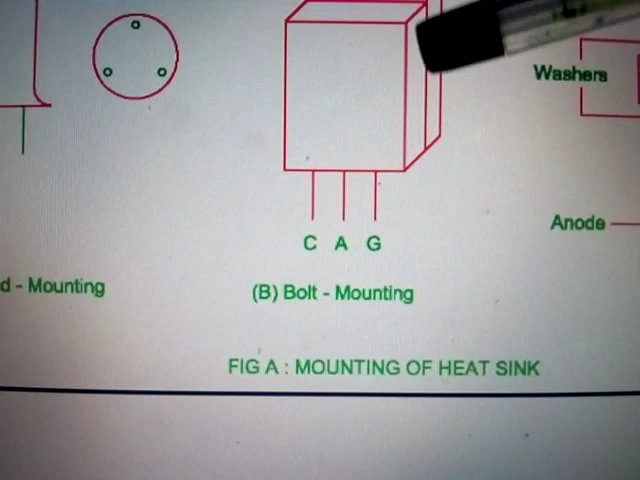 Washers
Anode
C A G
d - Mounting
(B) Bolt - Mounting
FIG A : MOUNTING OF HEAT SINK